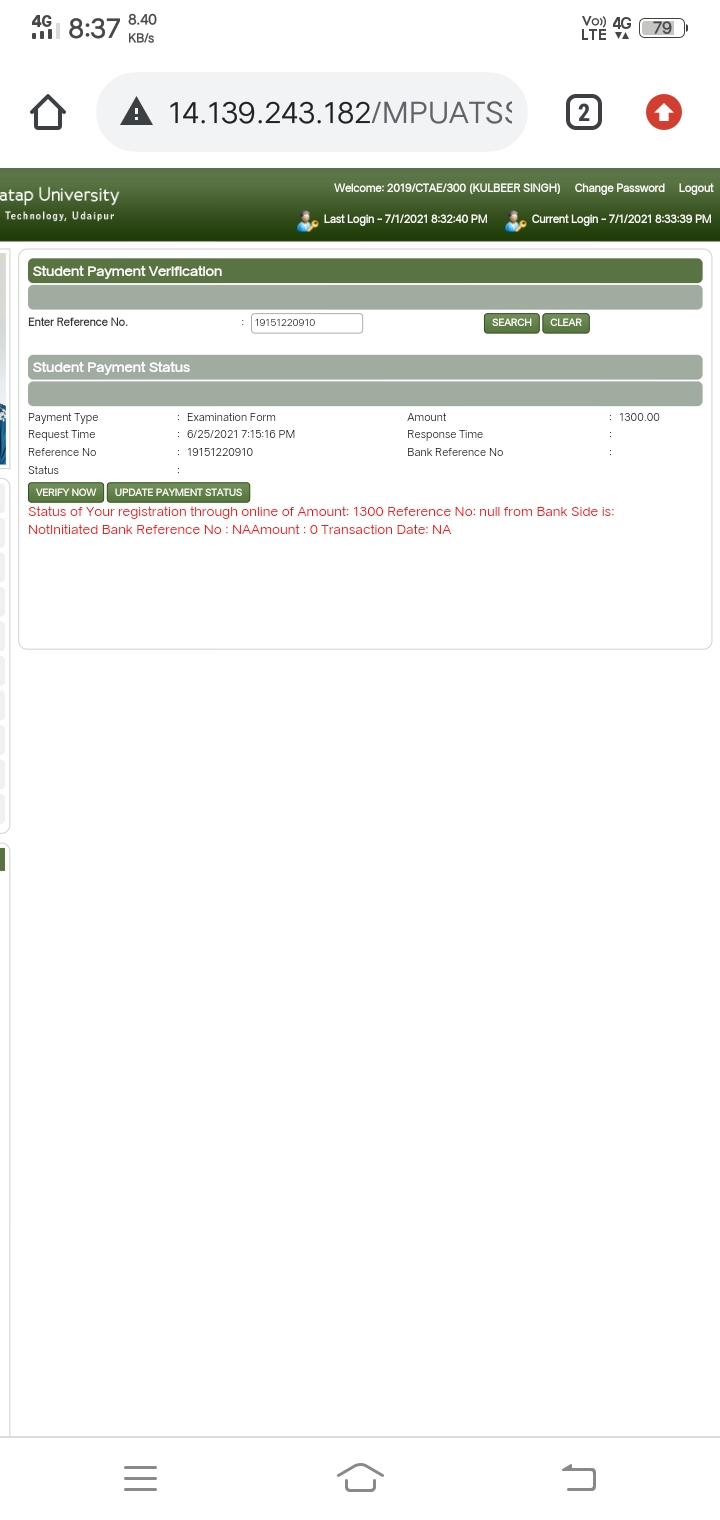 4G 8:37 8.40 KB/s Vo)) LTE 4G 79
14.139.243.182/MPUATSS 2
atap University
Technology, Udaipur
Welcome: 2019/CTAE/300 (KULBEER SINGH) Change Password Logout
Last Login - 7/1/2021 8:32:40 PM Current Login - 7/1/2021 8:33:39 PM
Student Payment Verification
Enter Reference No. : 19151220910 SEARCH CLEAR
Student Payment Status
Payment Type : Examination Form Amount : 1300.00
Request Time : 6/25/2021 7:15:16 PM Response Time :
Reference No : 19151220910 Bank Reference No :
Status :
VERIFY NOW UPDATE PAYMENT STATUS
Status of Your registration through online of Amount: 1300 Reference No: null from Bank Side is:
NotInitiated Bank Reference No : NAAmount : 0 Transaction Date: NA